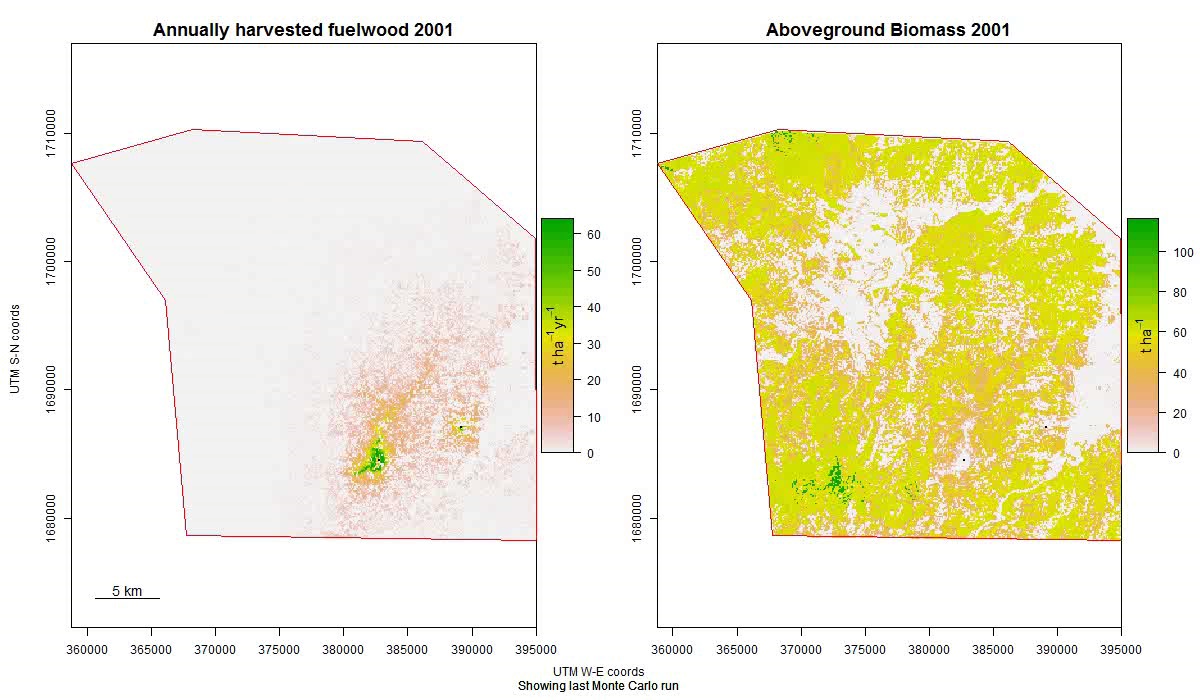 Annually harvested fuelwood 2001
Aboveground Biomass 2001
1710000
1700000
1690000
1680000
UTM S-N coords
60
50
40
30
20
10
0
t ha⁻¹yr⁻¹
5 km
360000 365000 370000 375000 380000 385000 390000 395000
1710000
1700000
1690000
1680000
100
80
60
40
20
0
t ha⁻¹
360000 365000 370000 375000 380000 385000 390000 395000
UTM W-E coords
Showing last Monte Carlo run